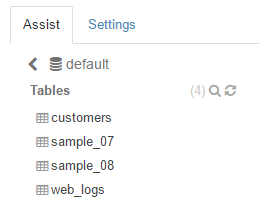 Assist Settings
default
Tables (4)
customers
sample_07
sample_08
web_logs